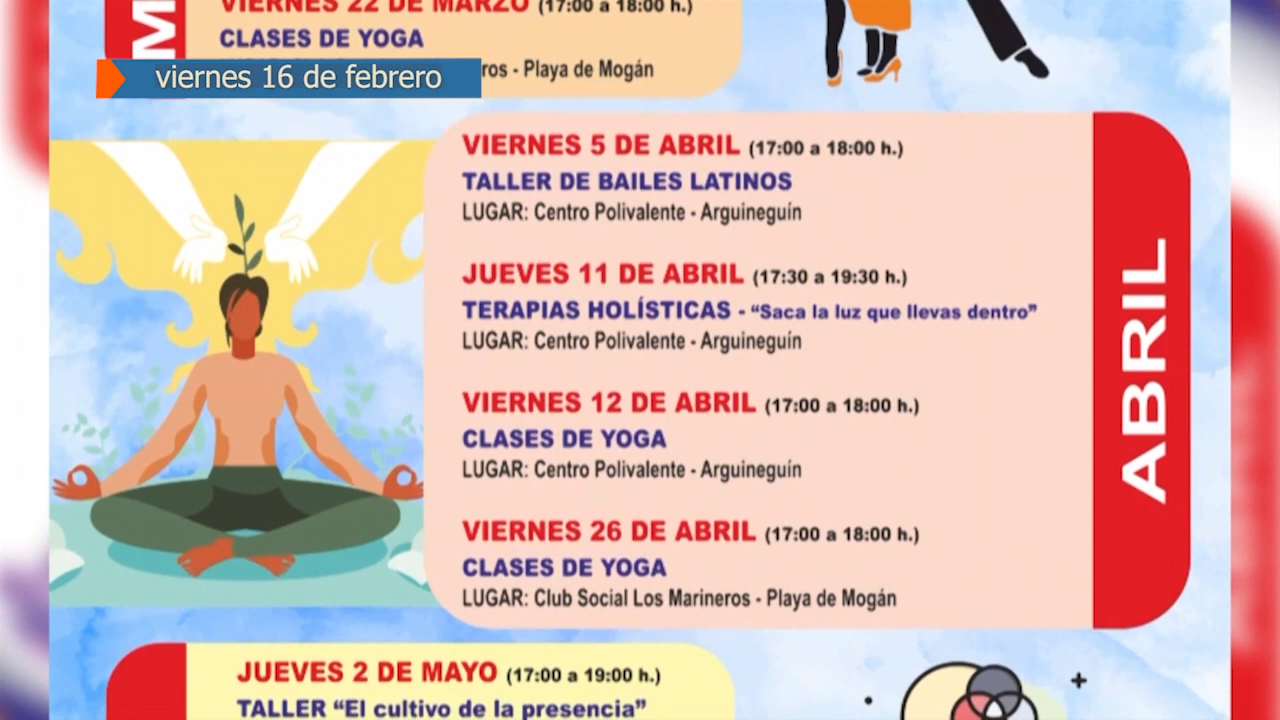 VIERNES 22 DE MARZO (17:00 a 18:00 h.)
CLASES DE YOGA
ros - Playa de Mogán
M
viernes 16 de febrero
VIERNES 5 DE ABRIL (17:00 a 18:00 h.)
TALLER DE BAILES LATINOS
LUGAR: Centro Polivalente - Arguineguín
JUEVES 11 DE ABRIL (17:30 a 19:30 h.)
TERAPIAS HOLÍSTICAS - “Saca la luz que llevas dentro”
LUGAR: Centro Polivalente - Arguineguín
VIERNES 12 DE ABRIL (17:00 a 18:00 h.)
CLASES DE YOGA
LUGAR: Centro Polivalente - Arguineguín
VIERNES 26 DE ABRIL (17:00 a 18:00 h.)
CLASES DE YOGA
LUGAR: Club Social Los Marineros - Playa de Mogán
ABRIL
JUEVES 2 DE MAYO (17:00 a 19:00 h.)
TALLER “El cultivo de la presencia”